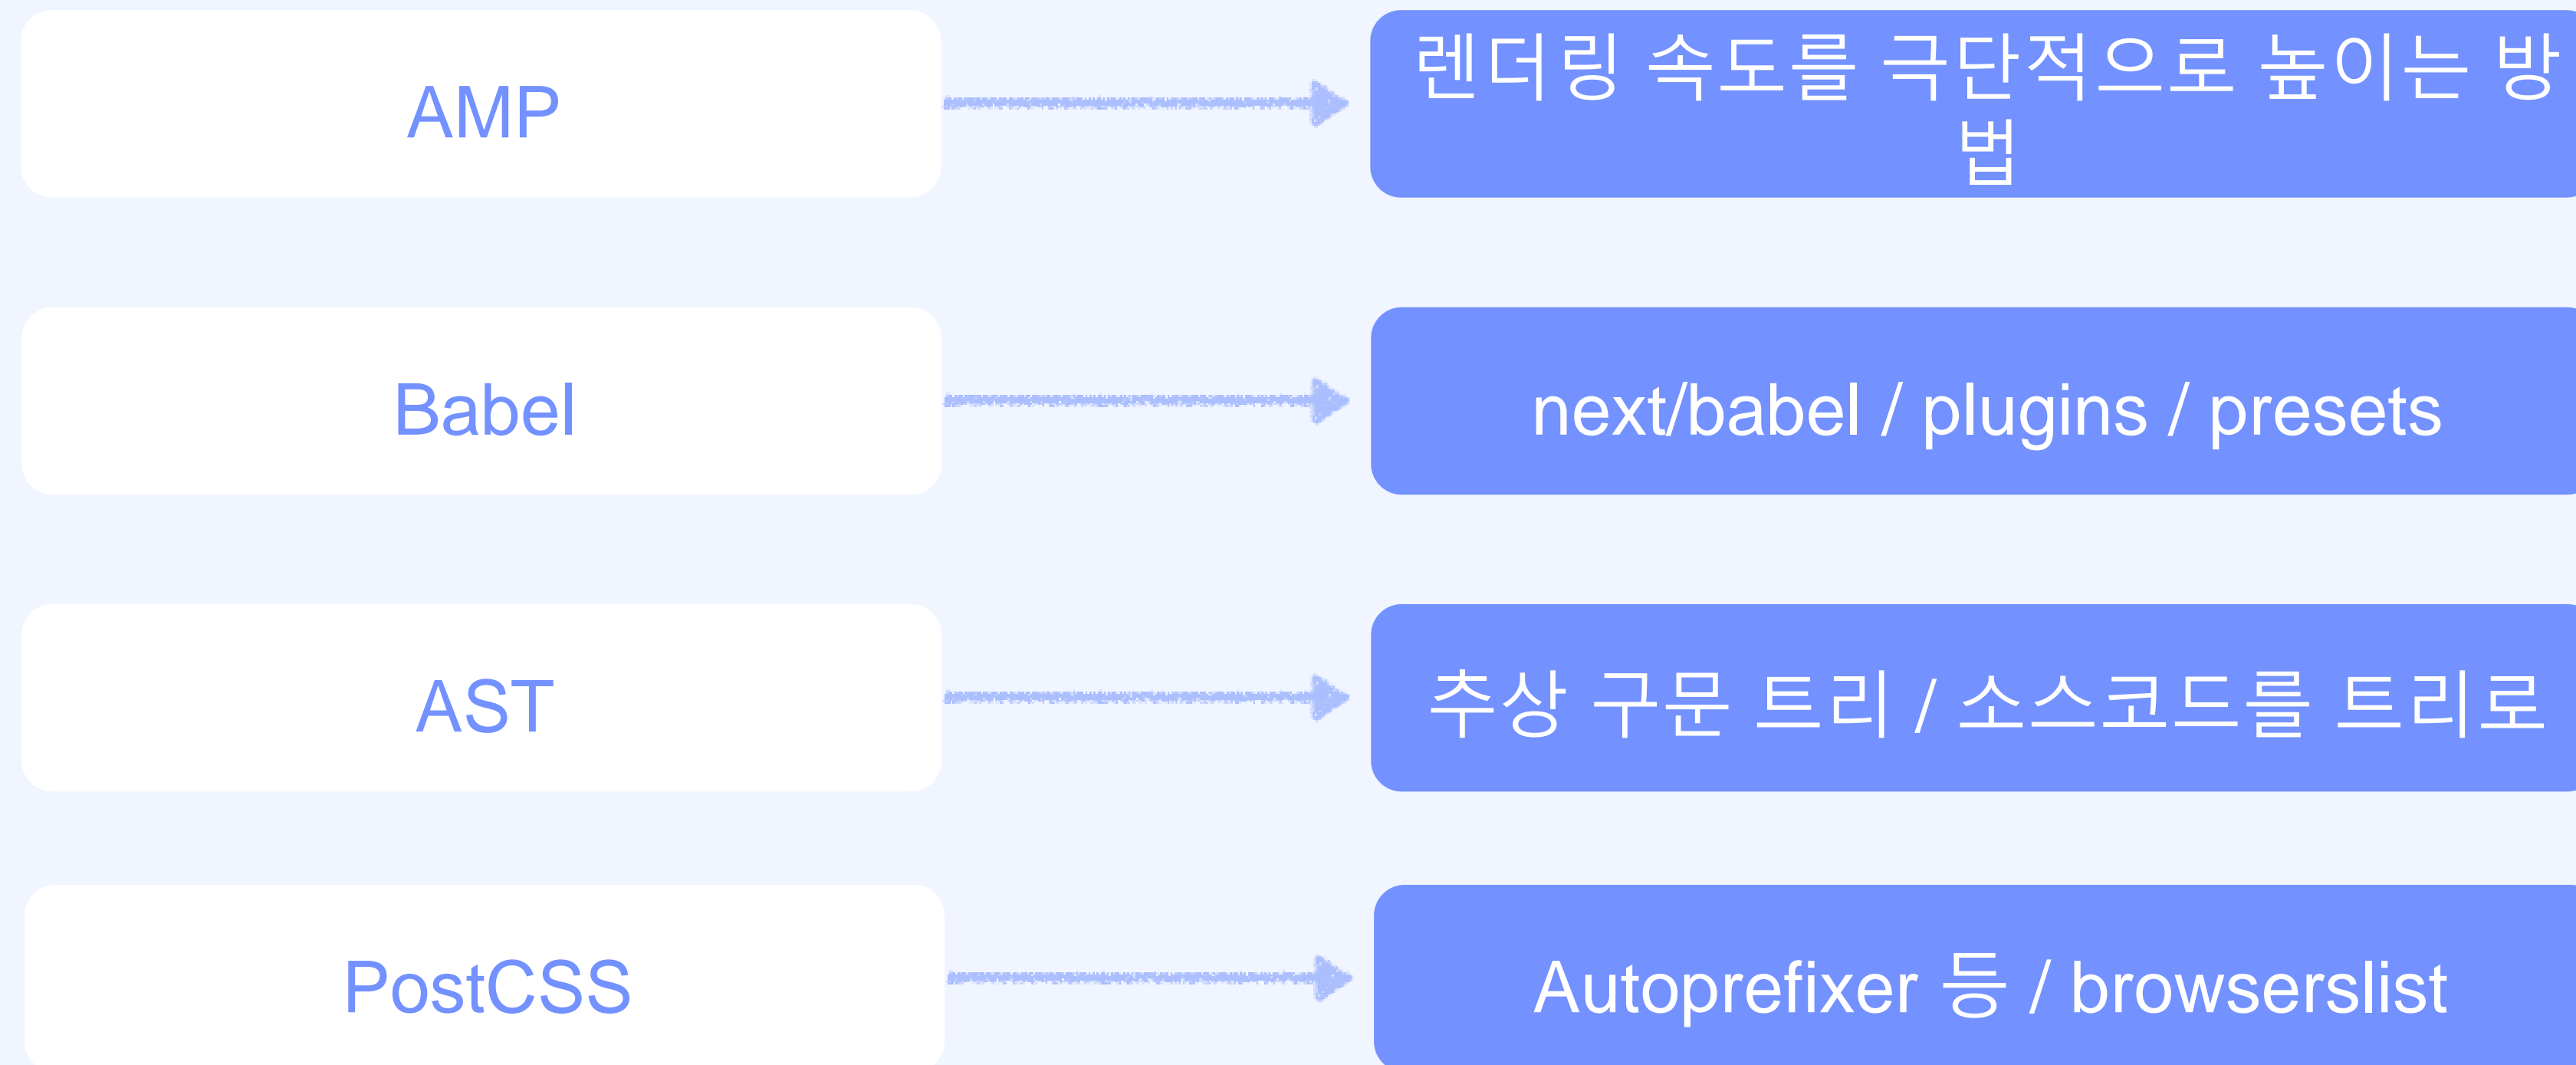 AMP
렌더링 속도를 극단적으로 높이는 방
법
Babel
next/babel / plugins / presets
AST
추상 구문 트리 / 소스코드를 트리로
PostCSS
Autoprefixer 등 / browserslist